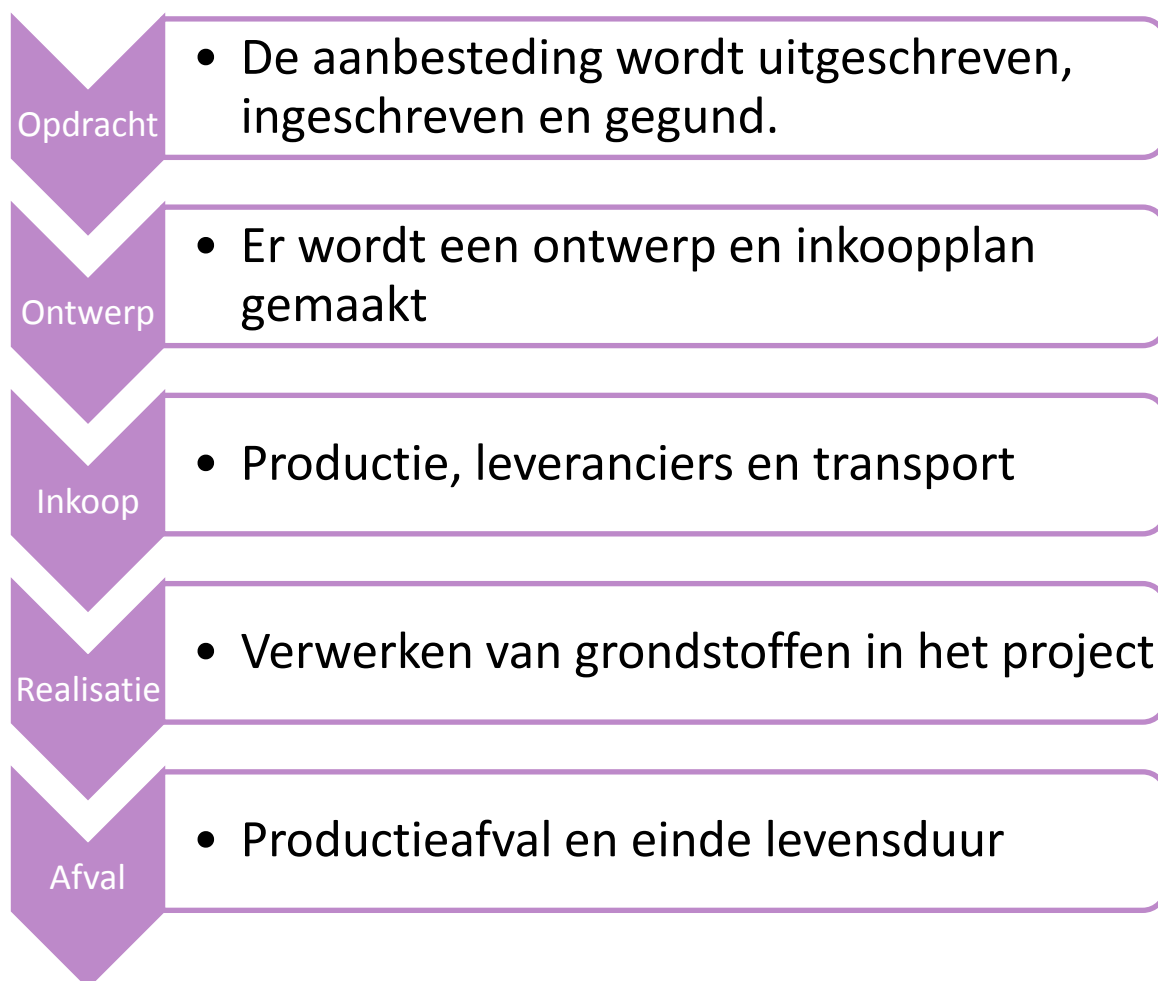 Opdracht
• De aanbesteding wordt uitgeschreven,
ingeschreven en gegund.
Ontwerp
• Er wordt een ontwerp en inkoopplan
gemaakt
Inkoop
• Productie, leveranciers en transport
Realisatie
• Verwerken van grondstoffen in het project
Afval
• Productieafval en einde levensduur